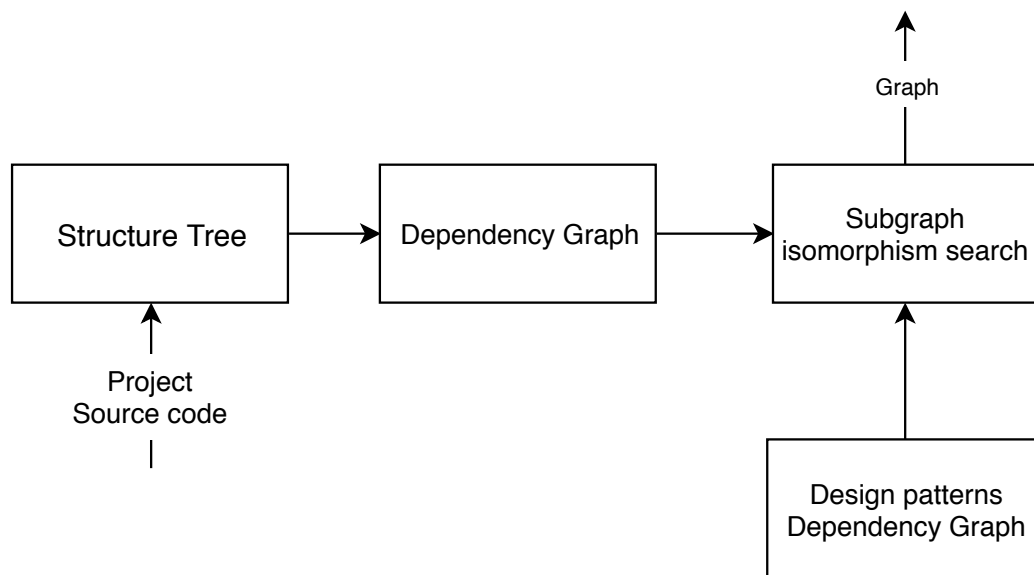 Graph
Structure Tree
Dependency Graph
Subgraph
isomorphism search
Project
Source code
Design patterns
Dependency Graph